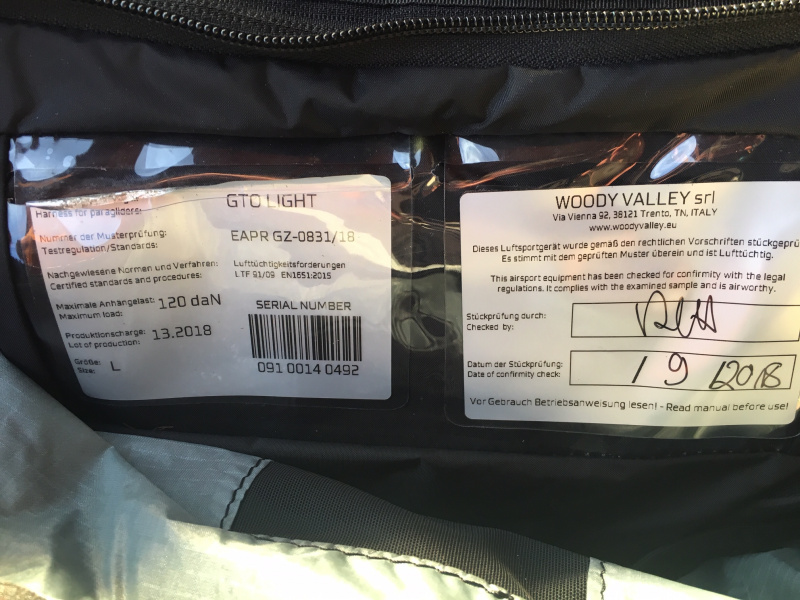 GTO LIGHT
Harness for paragliders:
Nummer der Musterprüfung:
Testregulation/Standards:
EAPR GZ-0831/18
Nachgewiesene Normen und Verfahren:
Certified standards and procedures:
Lufttüchtigkeitsforderungen
LTF 91/09 EN1651:2015
Maximale Anhängelast:
Maximum load:
120 daN
Produktionscharge:
Lot of production:
13.2018
Größe:
Size:
L
SERIAL NUMBER
091 0014 0492
WOODY VALLEY srl
Via Vienna 92, 38121 Trento, TN, ITALY
www.woodyvalley.eu
Dieses Luftsportgerät wurde gemäß den rechtlichen Vorschriften stückgeprü
Es stimmt mit dem geprüften Muster überein und ist Lufttüchtig.
This airsport equipment has been checked for confirmity with the legal
regulations. It complies with the examined sample and is airworthy.
Stückprüfung durch:
Checked by:
Datum der Stückprüfung:
Date of confirmity check:
19/2018
Vor Gebrauch Betriebsanweisung lesen! - Read manual before use!